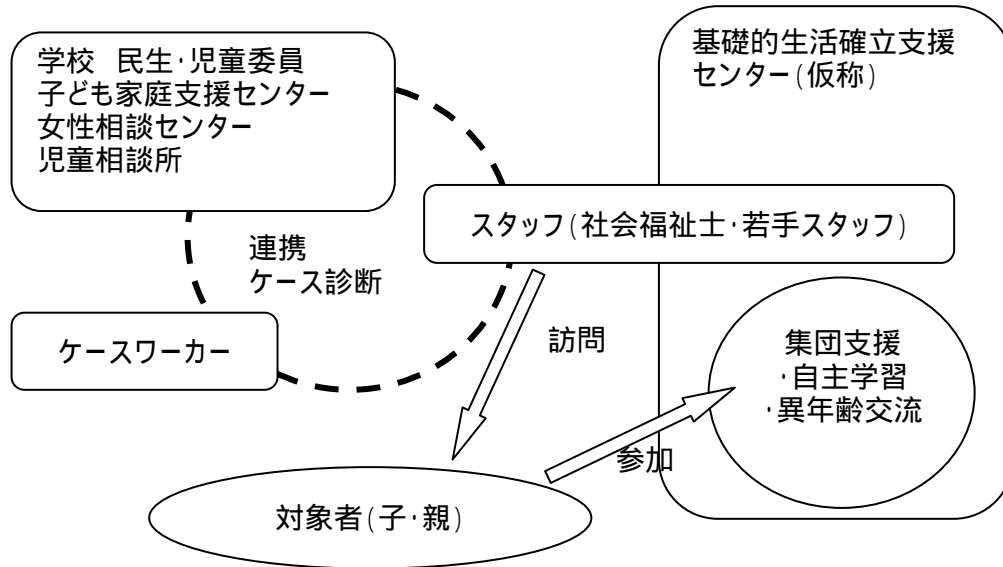 学校　民生・児童委員
子ども家庭支援センター
女性相談センター
児童相談所
基礎的生活確立支援
センター(仮称)
スタッフ(社会福祉士・若手スタッフ)
連携
ケース診断
ケースワーカー
訪問
集団支援
・自主学習
・異年齢交流
参加
対象者(子・親)